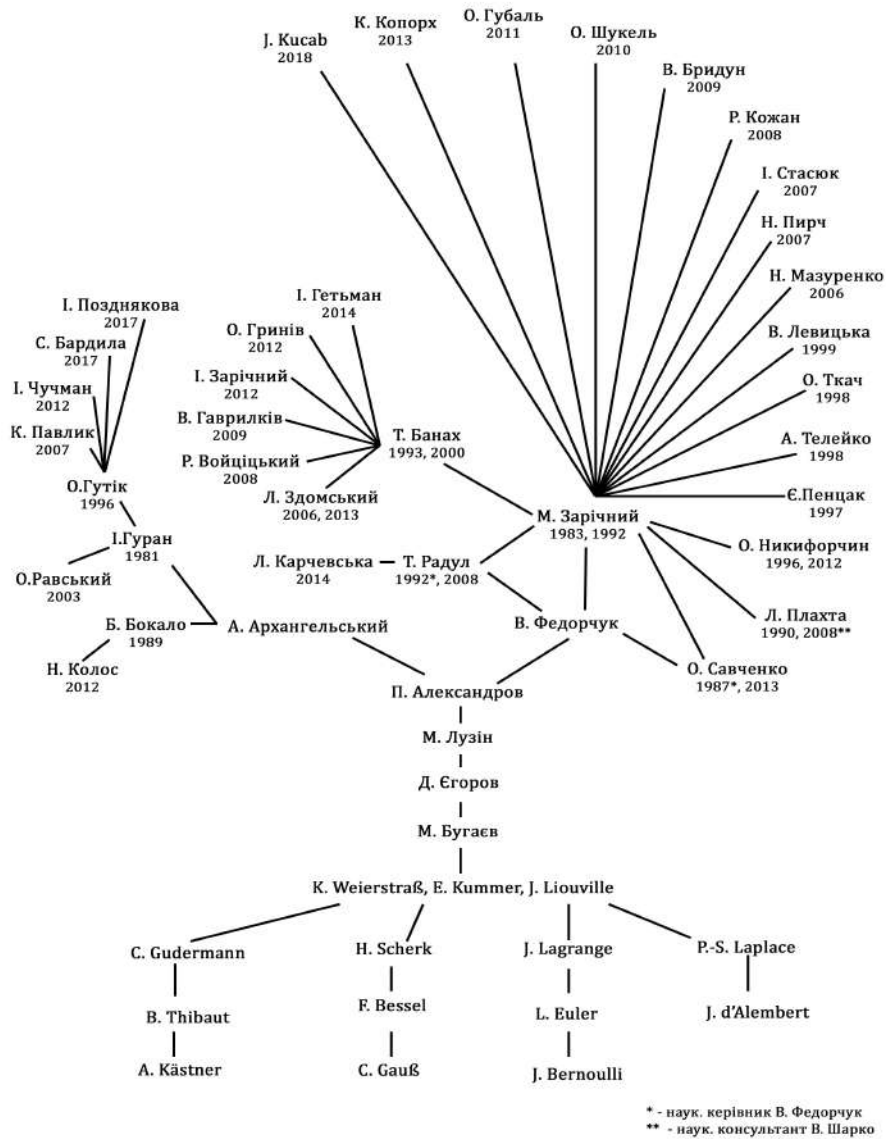 J. Kucab
2018
К. Копорх
2013
О. Губаль
2011
О. Шукель
2010
В. Бридун
2009
Р. Кожан
2008
І. Стасюк
2007
Н. Пирч
2007
Н. Мазуренко
2006
В. Левицька
1999
О. Ткач
1998
А. Телейко
1998
Є.Пенцак
1997
І. Позднякова
2017
С. Бардила
2017
І. Чучман
2012
К. Павлик
2007
О.Гутік
1996
І.Гуран
1981
О.Равський
2003
Б. Бокало
1989
Н. Колос
2012
І. Гетьман
2014
О. Гринів
2012
І. Зарічний
2012
В. Гаврилків
2009
Р. Войціцький
2008
Л. Здомський
2006, 2013
Т. Банах
1993, 2000
М. Зарічний
1983, 1992
Л. Карчевська
2014
Т. Радул
1992*, 2008
О. Никифорчин
1996, 2012
Л. Плахта
1990, 2008**
О. Савченко
1987*, 2013
А. Архангельський
В. Федорчук
П. Александров
М. Лузін
Д. Єгоров
М. Бугаєв
K. Weierstraß, E. Kummer, J. Liouville
C. Gudermann
H. Scherk
J. Lagrange
P.-S. Laplace
B. Thibaut
F. Bessel
L. Euler
J. d'Alembert
A. Kästner
C. Gauß
J. Bernoulli
* - наук. керівник В. Федорчук
** - наук. консультант В. Шарко